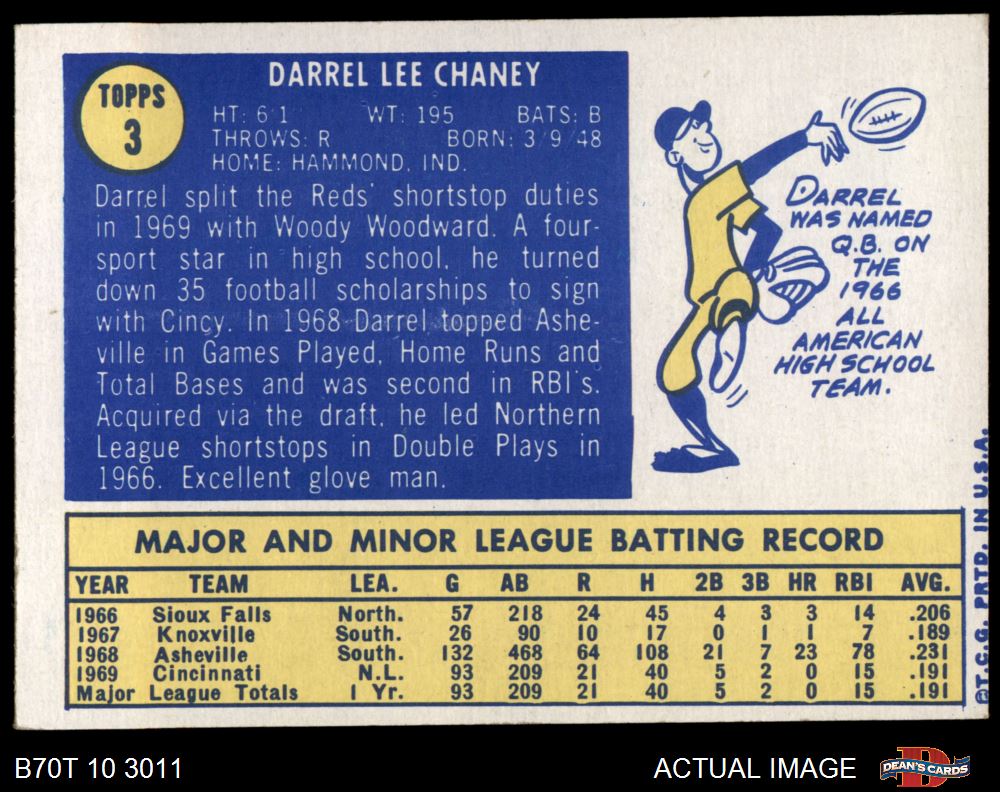 TOPPS
3
DARREL LEE CHANEY
HT: 6 1 WT: 195 BATS: B
THROWS: R BORN: 3 9 48
HOME: HAMMOND, IND.
Darrel split the Reds' shortstop duties
in 1969 with Woody Woodward. A four-
sport star in high school, he turned
down 35 football scholarships to sign
with Cincy. In 1968 Darrel topped Ashe-
ville in Games Played, Home Runs and
Total Bases and was second in RBI's.
Acquired via the draft, he led Northern
League shortstops in Double Plays in
1966. Excellent glove man.
DARREL
WAS NAMED
Q.B. ON
THE
1966
ALL
AMERICAN
HIGH SCHOOL
TEAM.
MAJOR AND MINOR LEAGUE BATTING RECORD
YEAR TEAM LEA. G AB R H 2B 3B HR RBI AVG.
1966 Sioux Falls North. 57 218 24 45 4 3 3 14 .206
1967 Knoxville South. 26 90 10 17 0 1 1 7 .189
1968 Asheville South. 132 468 64 108 21 7 23 78 .231
1969 Cincinnati N.L. 93 209 21 40 5 2 0 15 .191
Major League Totals 1 Yr. 93 209 21 40 5 2 0 15 .191
©T.C.G. PRTD. IN U.S.A.
B70T 10 3011
ACTUAL IMAGE
D
DEAN'S CARDS